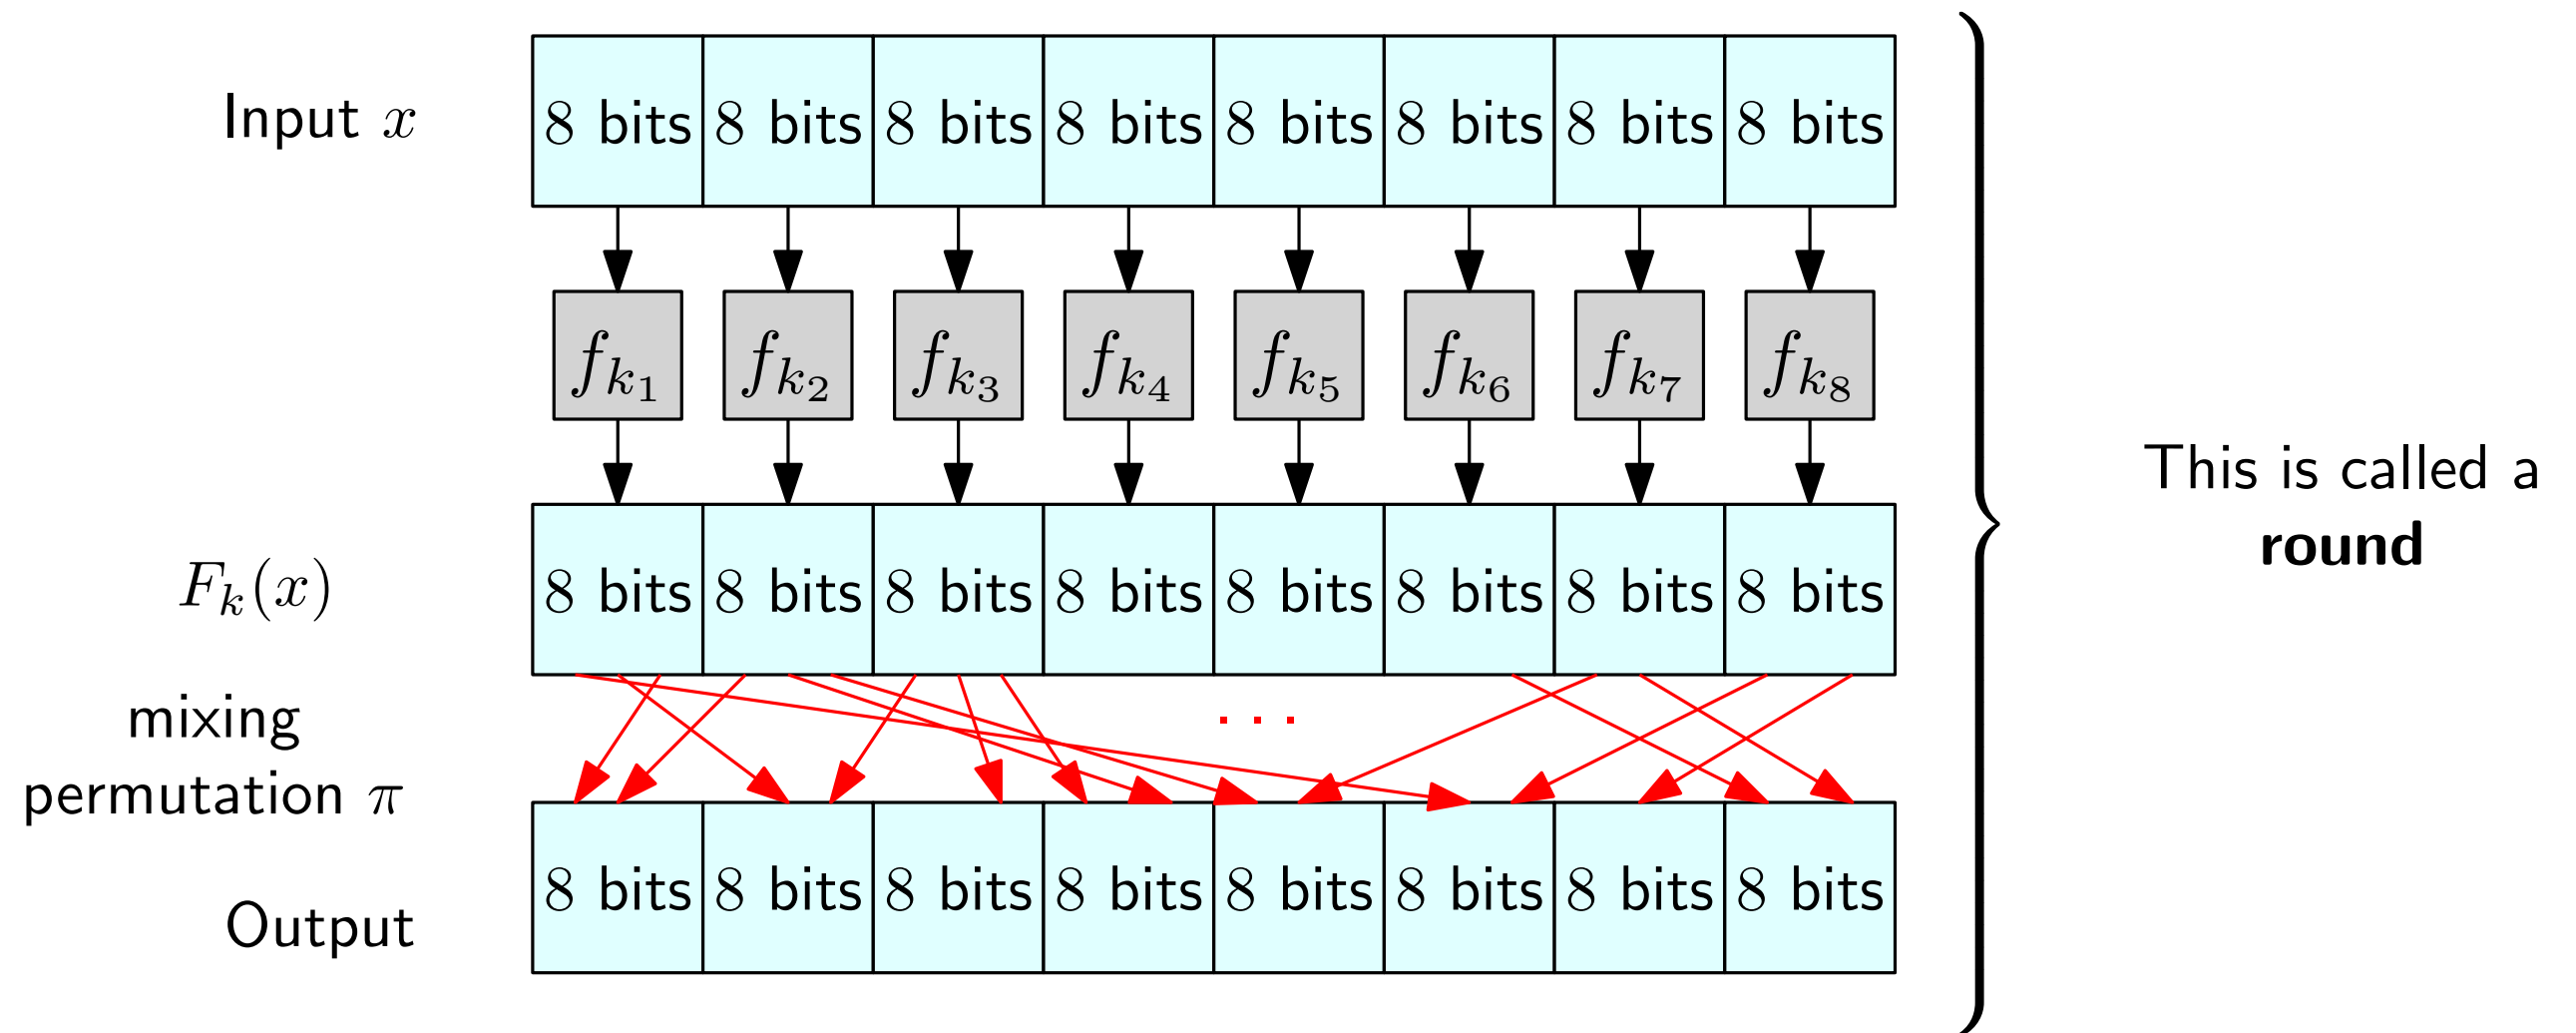 Input x
8 bits 8 bits 8 bits 8 bits 8 bits 8 bits 8 bits 8 bits
f_{k_1} f_{k_2} f_{k_3} f_{k_4} f_{k_5} f_{k_6} f_{k_7} f_{k_8}
F_k(x)
8 bits 8 bits 8 bits 8 bits 8 bits 8 bits 8 bits 8 bits
mixing
permutation π
...
Output
8 bits 8 bits 8 bits 8 bits 8 bits 8 bits 8 bits 8 bits
This is called a
round